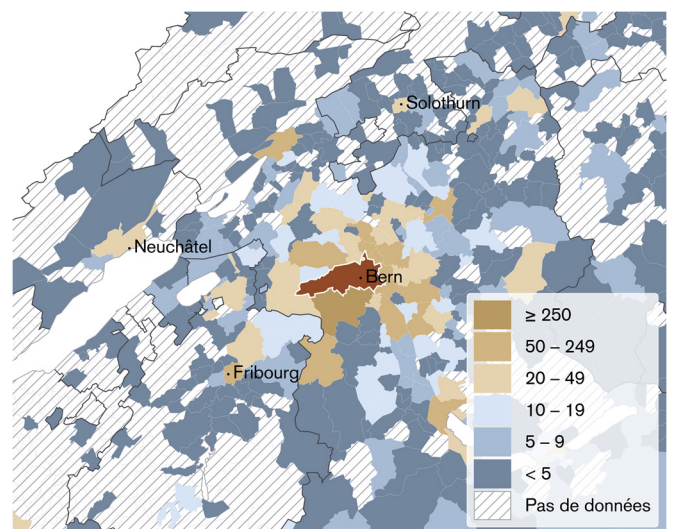 Solothurn
Neuchâtel
Bern
Fribourg
≥ 250
50 – 249
20 – 49
10 – 19
5 – 9
< 5
Pas de données